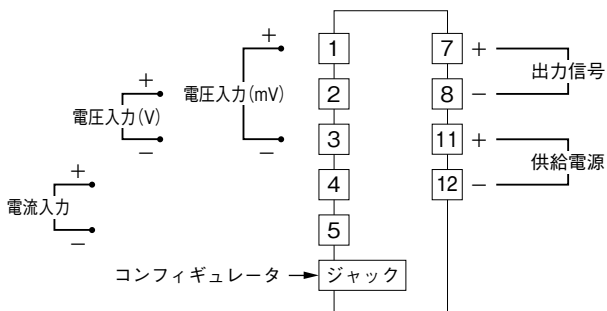 +
1
7
+
出力信号
+
電圧入力(mV)
2
8
−
電圧入力(V)
−
−
3
11
+
供給電源
+
4
12
−
電流入力
−
5
コンフィギュレータ
ジャック